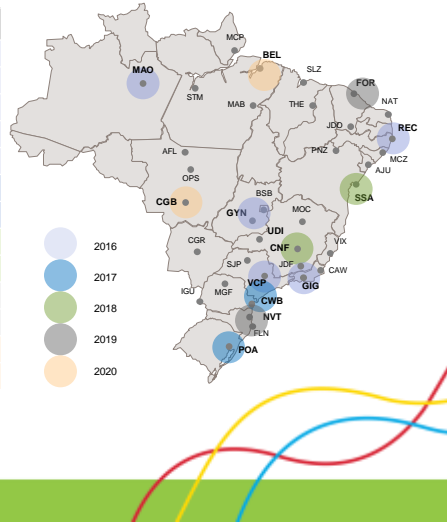 MCP
BEL
MAO
SLZ
FOR
STM
MAB
THE
NAT
JDD
REC
AFL
PNZ
MCZ
AJU
OPS
CGB
BSB
SSA
GYN
MOC
UDI
CGR
CNF
VIX
SJP
JDF
CAW
IGU
MGF
VCP
GIG
CWB
NVT
FLN
POA
2016
2017
2018
2019
2020